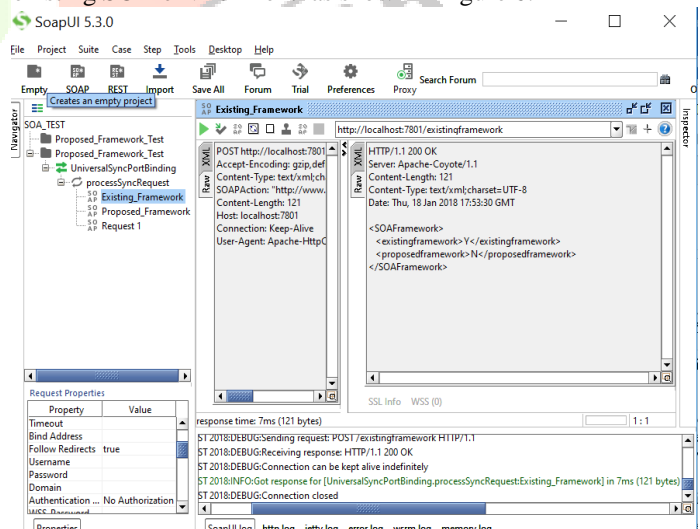 SoapUI 5.3.0
File Project Suite Case Step Tools Desktop Help
Empty SOAP REST Import Save All Forum Trial Preferences Proxy Search Forum
Creates an empty project
Navigator
SOA_TEST
Proposed_Framework_Test
Proposed_Framework_Test
UniversalSyncPortBinding
processSyncRequest
Existing_Framework
Proposed_Framework
Request 1
Existing_Framework
http://localhost:7801/existingframework
XML
Raw
POST http://localhost:7801
Accept-Encoding: gzip,def
Content-Type: text/xml;ch
SOAPAction: "http://www.
Content-Length: 121
Host: localhost:7801
Connection: Keep-Alive
User-Agent: Apache-HttpC
XML
Raw
HTTP/1.1 200 OK
Server: Apache-Coyote/1.1
Content-Length: 121
Content-Type: text/xml;charset=UTF-8
Date: Thu, 18 Jan 2018 17:53:30 GMT
<SOAFramework>
<existingframework>Y</existingframework>
<proposedframework>N</proposedframework>
</SOAFramework>
Inspector
SSL Info WSS (0)
response time: 7ms (121 bytes)
1 : 1
Request Properties
Property Value
Timeout
Bind Address
Follow Redirects true
Username
Password
Domain
Authentication ... No Authorization
WSS-Password
Properties
ST 2018:DEBUG:Sending request: POST /existingframework HTTP/1.1
ST 2018:DEBUG:Receiving response: HTTP/1.1 200 OK
ST 2018:DEBUG:Connection can be kept alive indefinitely
ST 2018:INFO:Got response for [UniversalSyncPortBinding.processSyncRequest:Existing_Framework] in 7ms (121 bytes)
ST 2018:DEBUG:Connection closed
SoapUI log http log jetty log error log wsrm log memory log